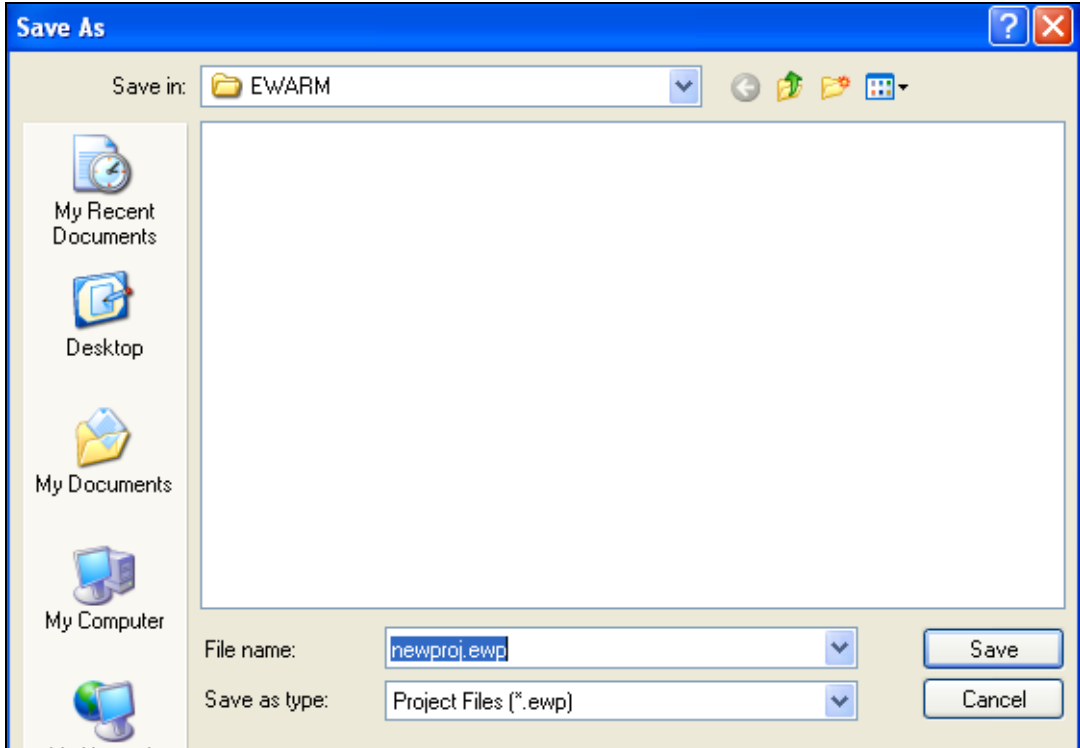 Save As
Save in:
EWARM
My Recent
Documents
Desktop
My Documents
My Computer
File name:
newproj.ewp
Save
Save as type:
Project Files (*.ewp)
Cancel